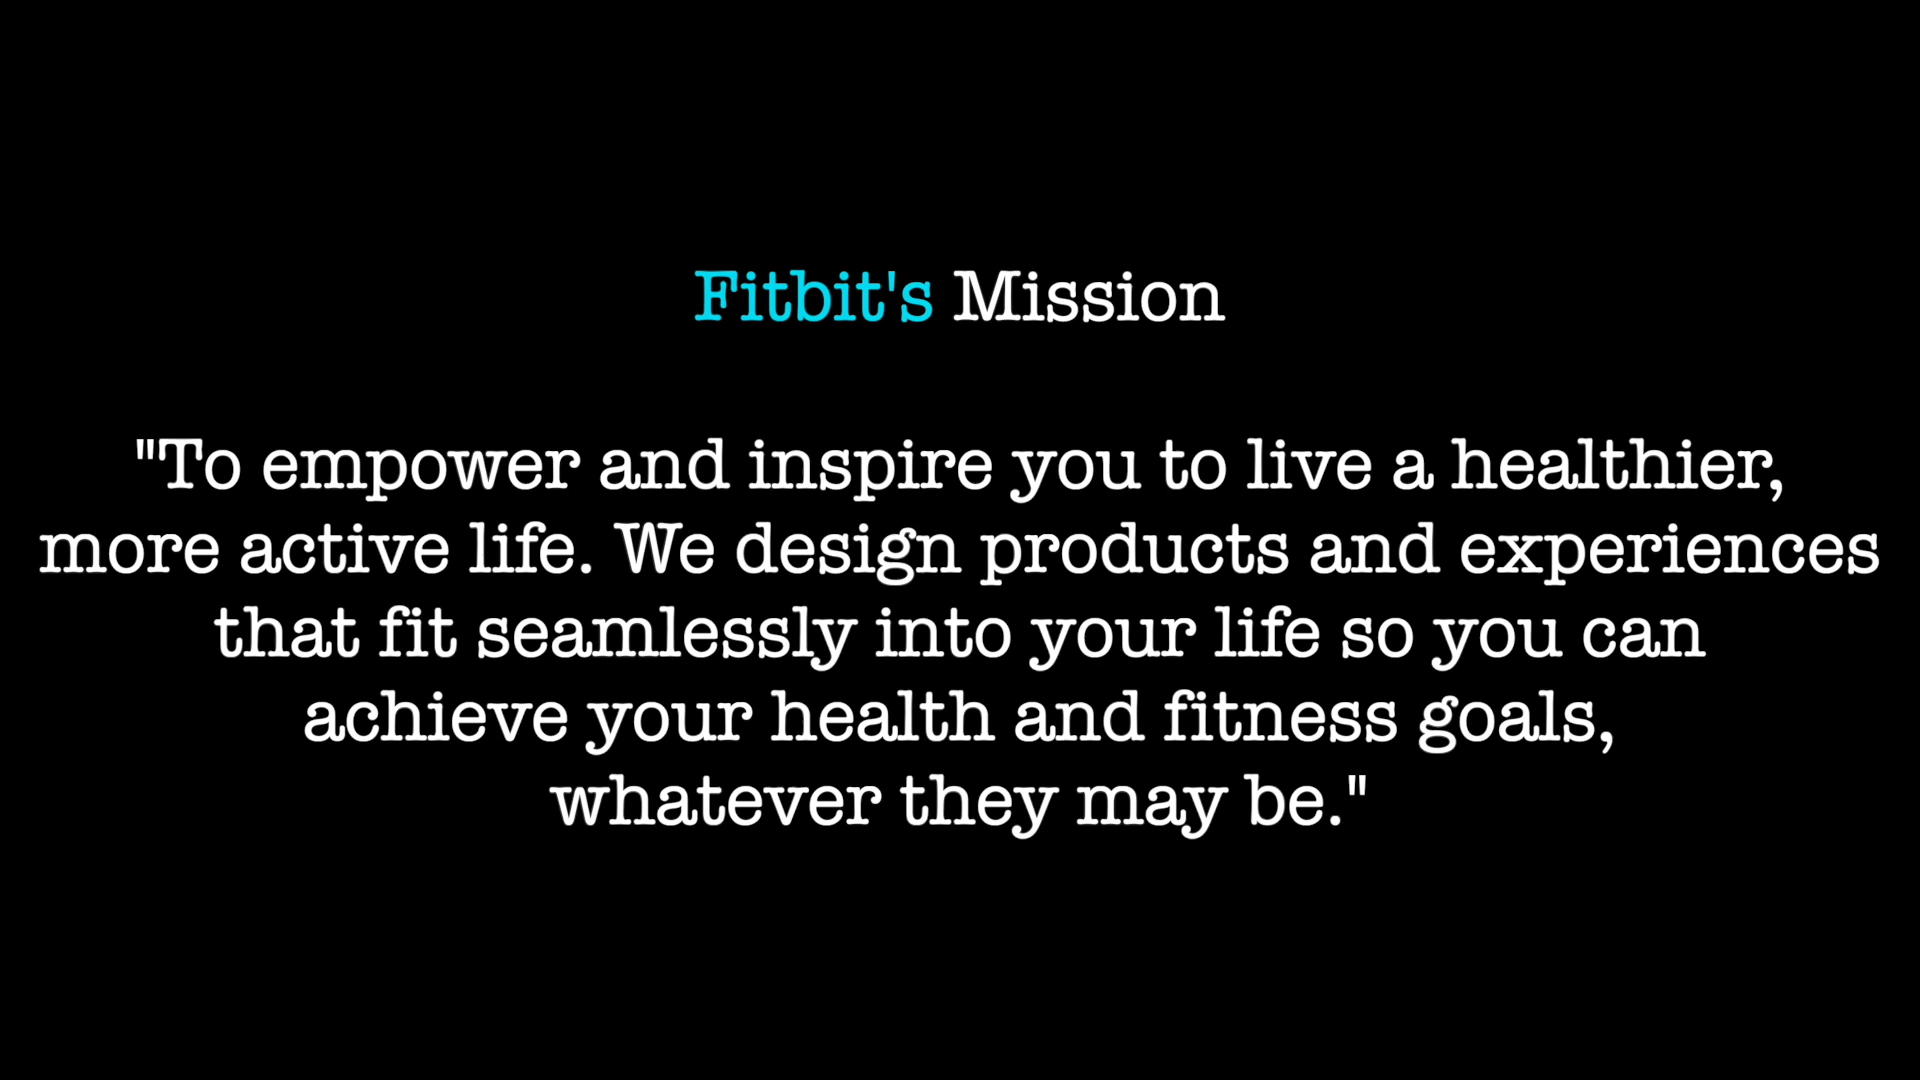 Fitbit's Mission
"To empower and inspire you to live a healthier,
more active life. We design products and experiences
that fit seamlessly into your life so you can
achieve your health and fitness goals,
whatever they may be."